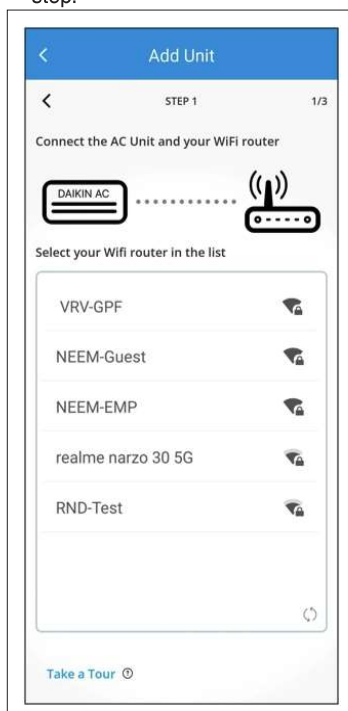 step.
Add Unit
STEP 1 1/3
Connect the AC Unit and your WiFi router
DAIKIN AC
Select your Wifi router in the list
VRV-GPF
NEEM-Guest
NEEM-EMP
realme narzo 30 5G
RND-Test
Take a Tour